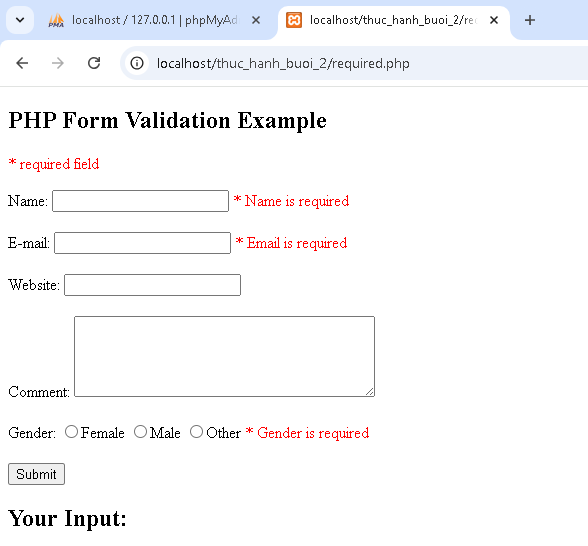 localhost / 127.0.0.1 | phpMyAd
localhost/thuc_hanh_buoi_2/rec
localhost/thuc_hanh_buoi_2/required.php
PHP Form Validation Example
* required field
Name: * Name is required
E-mail: * Email is required
Website:
Comment:
Gender: Female Male Other * Gender is required
Submit
Your Input: